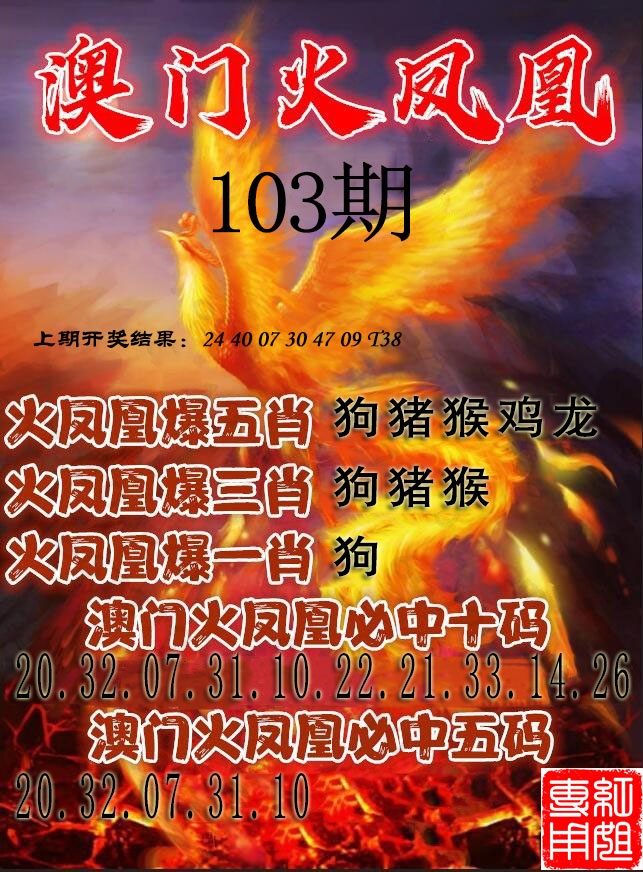 澳门火凤凰
103期
上期开奖结果：24 40 07 30 47 09 T38
火凤凰爆五肖 狗猪猴鸡龙
火凤凰爆三肖 狗猪猴
火凤凰爆一肖 狗
澳门火凤凰必中十码
20.32.07.31.10.22.21.33.14.26
澳门火凤凰必中五码
20.32.07.31.10
红姐专用